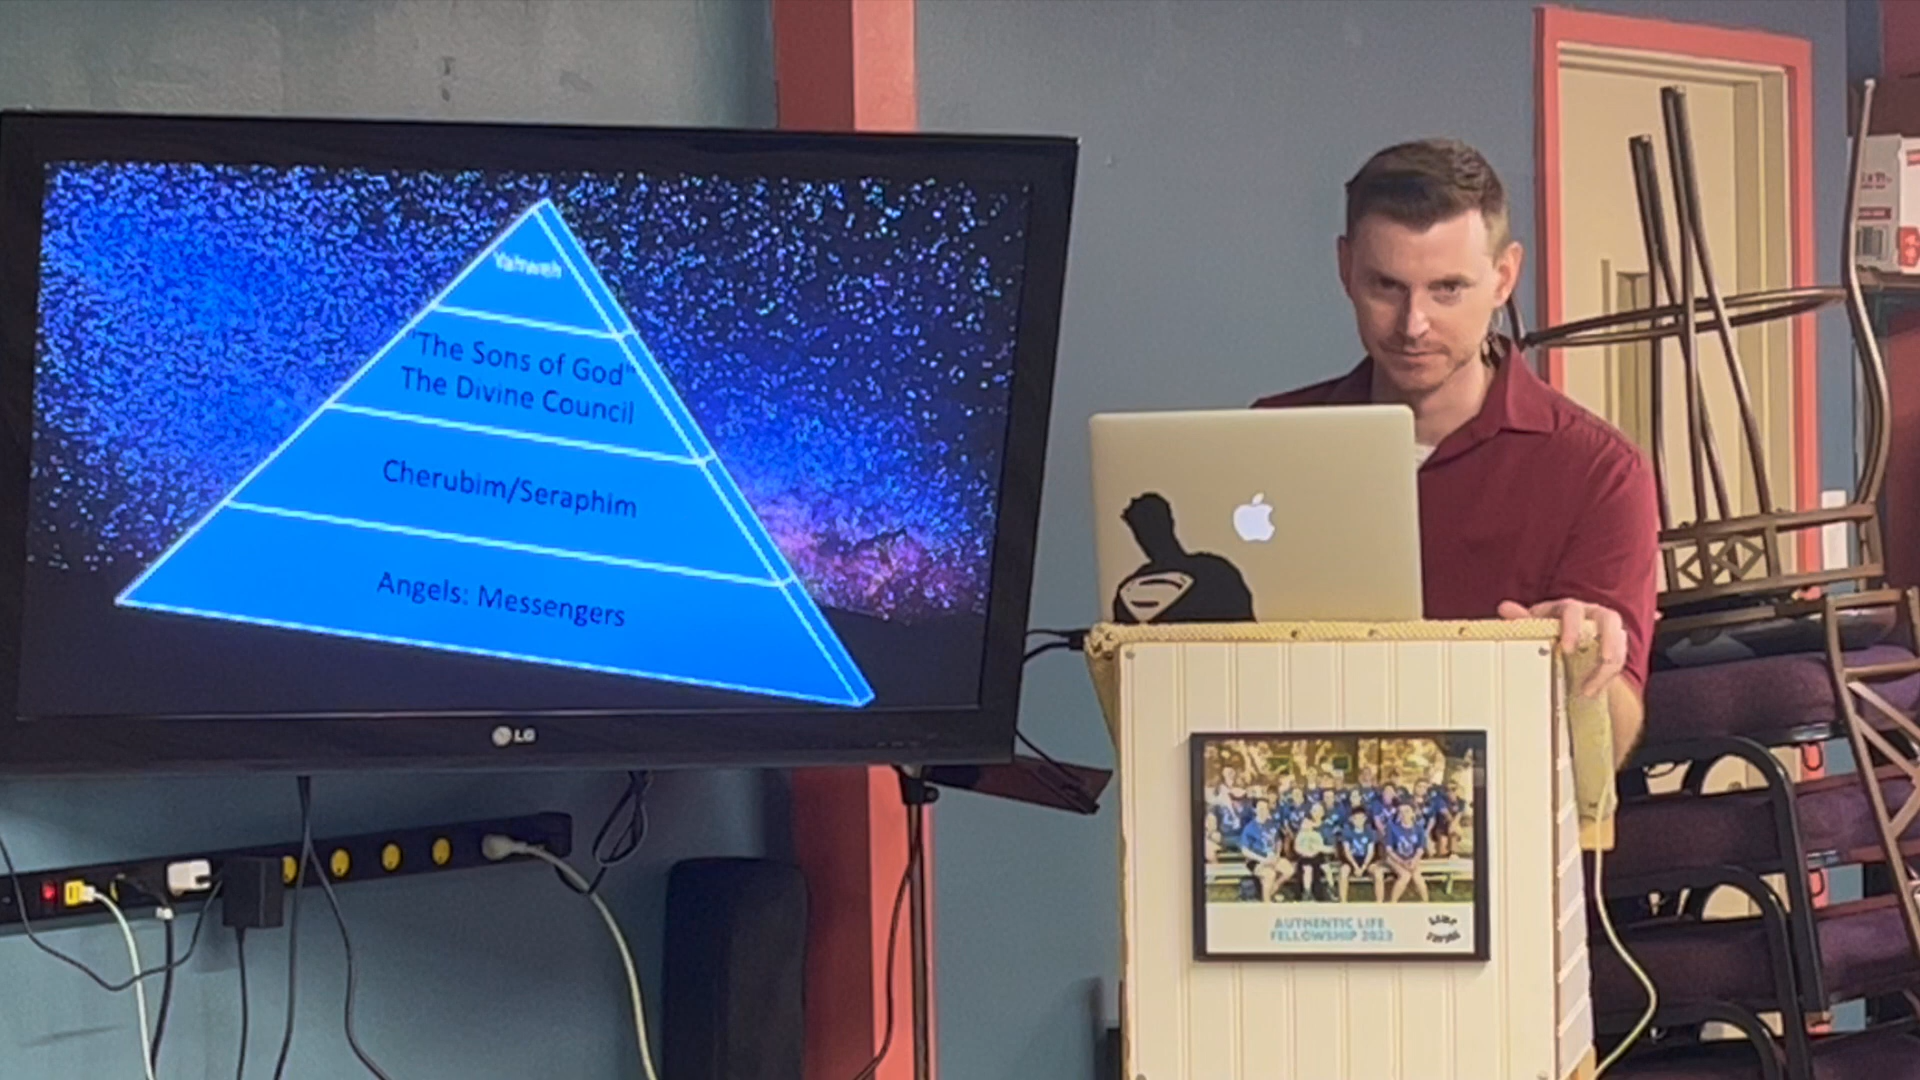 Yahweh
"The Sons of God"
The Divine Council
Cherubim/Seraphim
Angels: Messengers
LG
AUTHENTIC LIFE
FELLOWSHIP 2023